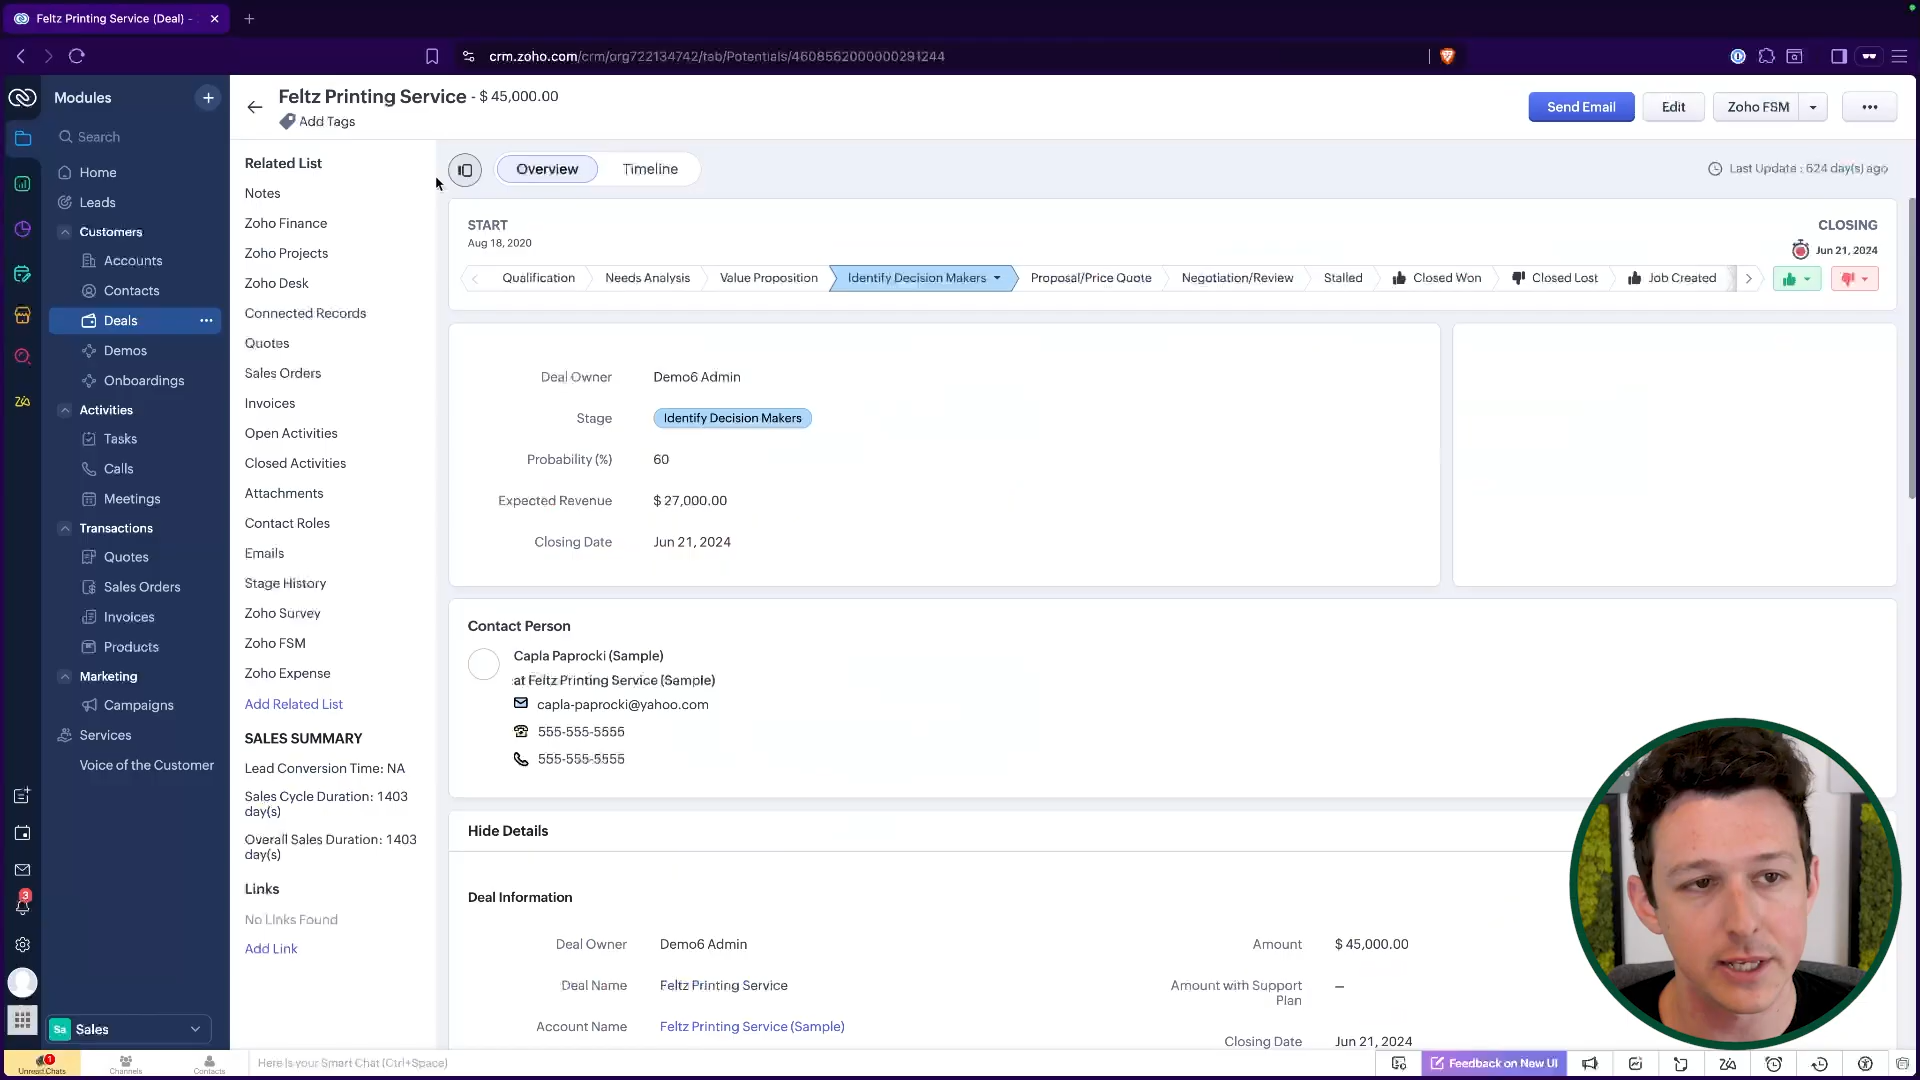 Feltz Printing Service (Deal) -
crm.zoho.com/crm/org722134742/tab/Potentials/4608562000000291244
Modules
Search
Home
Leads
Customers
Accounts
Contacts
Deals
Demos
Onboardings
Activities
Tasks
Calls
Meetings
Transactions
Quotes
Sales Orders
Invoices
Products
Marketing
Campaigns
Services
Voice of the Customer
Sa Sales
Feltz Printing Service - $ 45,000.00
Add Tags
Send Email
Edit
Zoho FSM
Related List
Notes
Zoho Finance
Zoho Projects
Zoho Desk
Connected Records
Quotes
Sales Orders
Invoices
Open Activities
Closed Activities
Attachments
Contact Roles
Emails
Stage History
Zoho Survey
Zoho FSM
Zoho Expense
Add Related List
SALES SUMMARY
Lead Conversion Time: NA
Sales Cycle Duration: 1403
day(s)
Overall Sales Duration: 1403
day(s)
Links
No Links Found
Add Link
Overview
Timeline
Last Update : 624 day(s) ago
START
Aug 18, 2020
CLOSING
Jun 21, 2024
Qualification
Needs Analysis
Value Proposition
Identify Decision Makers
Proposal/Price Quote
Negotiation/Review
Stalled
Closed Won
Closed Lost
Job Created
Deal Owner Demo6 Admin
Stage Identify Decision Makers
Probability (%) 60
Expected Revenue $ 27,000.00
Closing Date Jun 21, 2024
Contact Person
Capla Paprocki (Sample)
at Feltz Printing Service (Sample)
capla-paprocki@yahoo.com
555-555-5555
555-555-5555
Hide Details
Deal Information
Deal Owner Demo6 Admin
Amount $ 45,000.00
Deal Name Feltz Printing Service
Amount with Support
Plan —
Account Name Feltz Printing Service (Sample)
Closing Date Jun 21, 2024
3
1
Unread Chats
Channels
Contacts
Here is your Smart Chat (Ctrl+Space)
Feedback on New UI